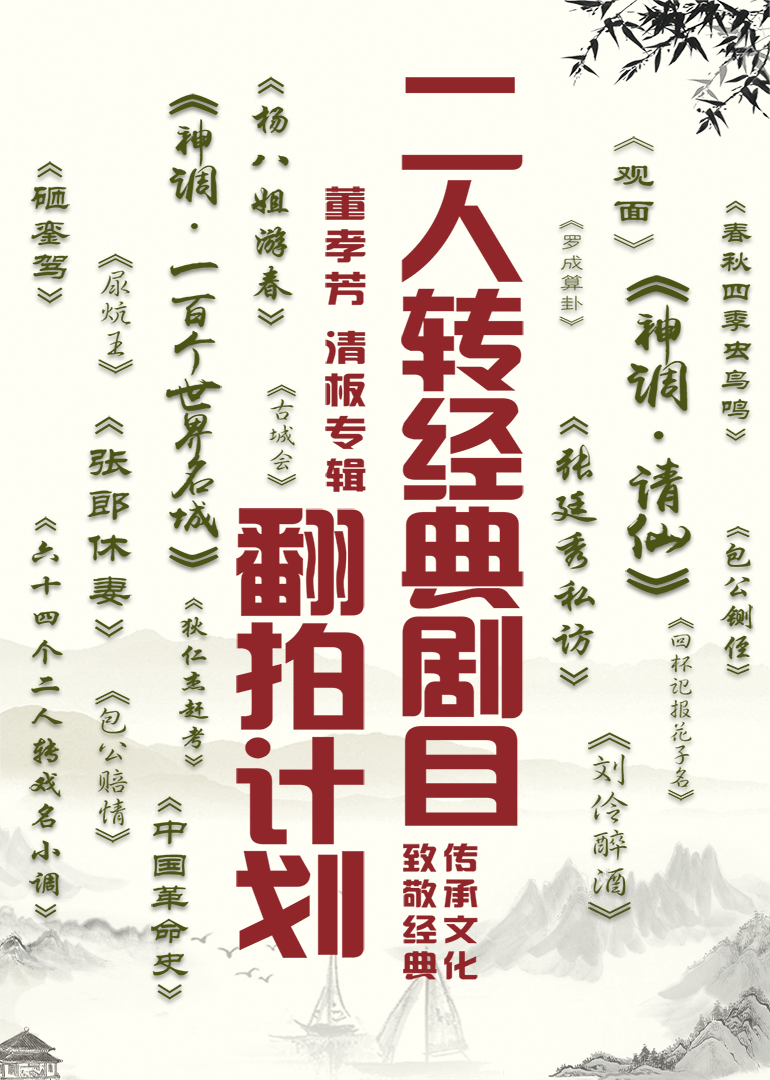 《春秋四季虫鸟鸣》
《包公铡侄》
《神调·请仙》
《回杯记报花子名》
《观面》
《罗成算卦》
《张廷秀私访》
《刘伶醉酒》
二人转经典剧目
传承文化
致敬经典
董孝芳 清板专辑
翻拍计划
《杨八姐游春》
《古城会》
《神调·一百个世界名城》
《狄仁杰赶考》
《中国革命史》
《尿炕王》
《张郎休妻》
《包公赔情》
《砸銮驾》
《六十四个二人转戏名小调》